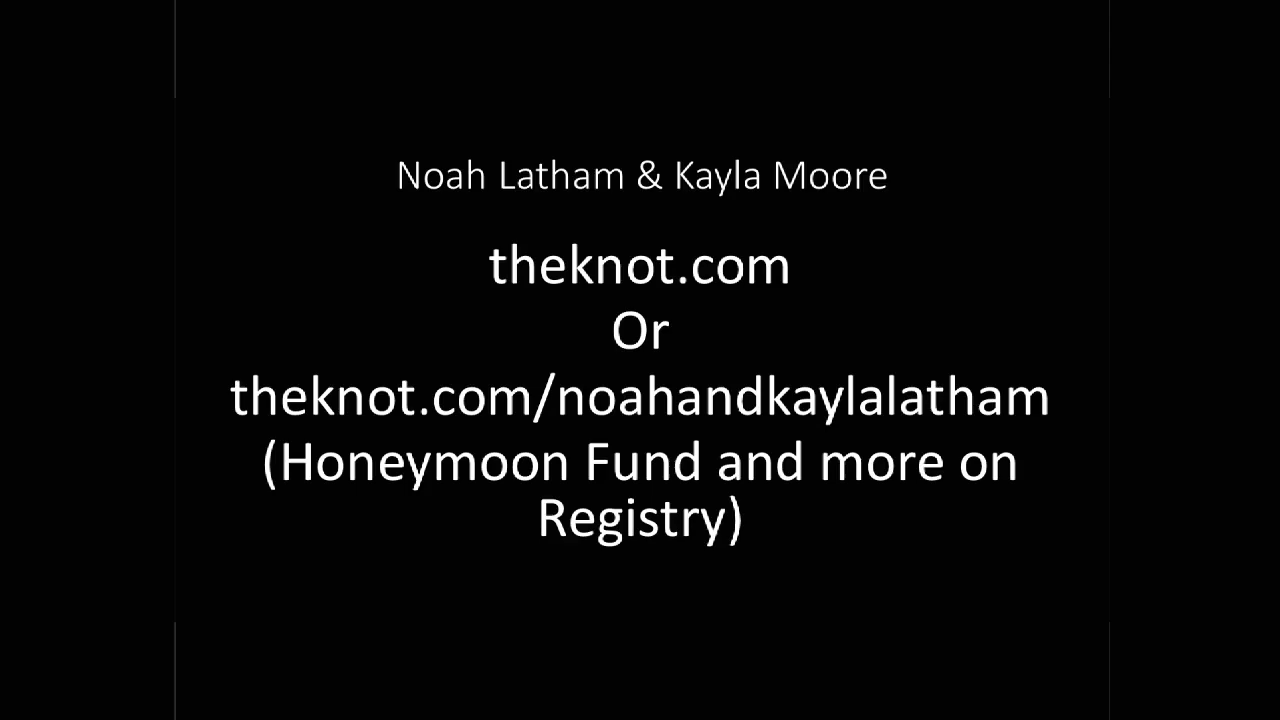 Noah Latham & Kayla Moore
theknot.com
Or
theknot.com/noahandkaylalatham
(Honeymoon Fund and more on
Registry)